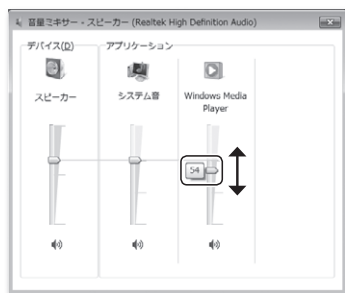 音量ミキサー - スピーカー (Realtek High Definition Audio)
デバイス(D)
アプリケーション
スピーカー
システム音
Windows Media
Player
54